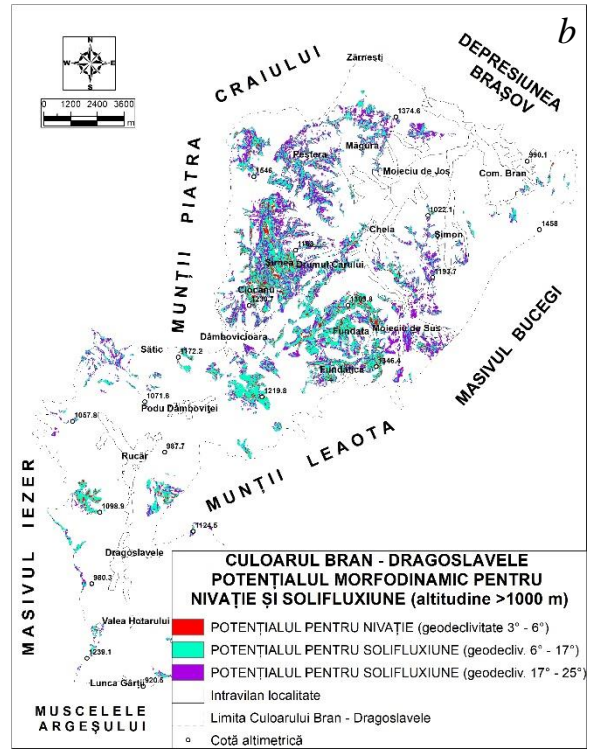 b
N
W E
S
0 1200 2400 3600
m
Zărnești
DEPRESIUNEA
BRAȘOV
MUNȚII PIATRA CRAIULUI
1374.6
Măgura
Peștera
1546
Moieciu de Jos
990.1
Com. Bran
1022.1
Cheia
Șimon
1458
Șirnea
Drumul Carului
1193.7
Ciocanu
1239.7
Dâmbovicioara
Fundata
Moieciu de Sus
Fundățica
1346.4
MASIVUL BUCEGI
Sătic
1172.2
1219.8
1071.6
Podu Dâmboviței
1057.8
987.7
Rucăr
MUNȚII LEAOTA
MASIVUL IEZER
1098.9
1124.5
Dragoslavele
980.3
Valea Hotarului
1239.1
Lunca Gârții
920.5
MUSCELELE
ARGEȘULUI
CULOARUL BRAN - DRAGOSLAVELE
POTENȚIALUL MORFODINAMIC PENTRU
NIVAȚIE ȘI SOLIFLUXIUNE (altitudine >1000 m)
POTENȚIALUL PENTRU NIVAȚIE (geodeclivitate 3° - 6°)
POTENȚIALUL PENTRU SOLIFLUXIUNE (geodecliv. 6° - 17°)
POTENȚIALUL PENTRU SOLIFLUXIUNE (geodecliv. 17° - 25°)
Intravilan localitate
Limita Culoarului Bran - Dragoslavele
Cotă altimetrică